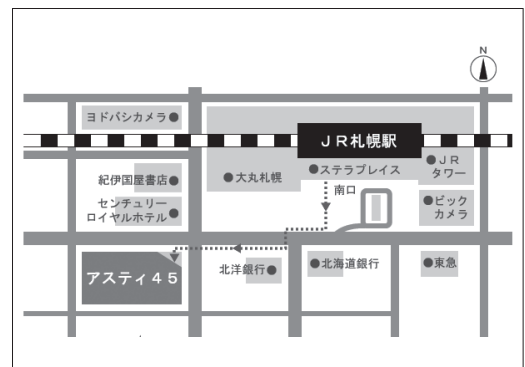 N
ヨドバシカメラ
JR札幌駅
紀伊国屋書店
センチュリー
ロイヤルホテル
大丸札幌
ステラプレイス
南口
JR
タワー
ビック
カメラ
アスティ45
北洋銀行
北海道銀行
東急